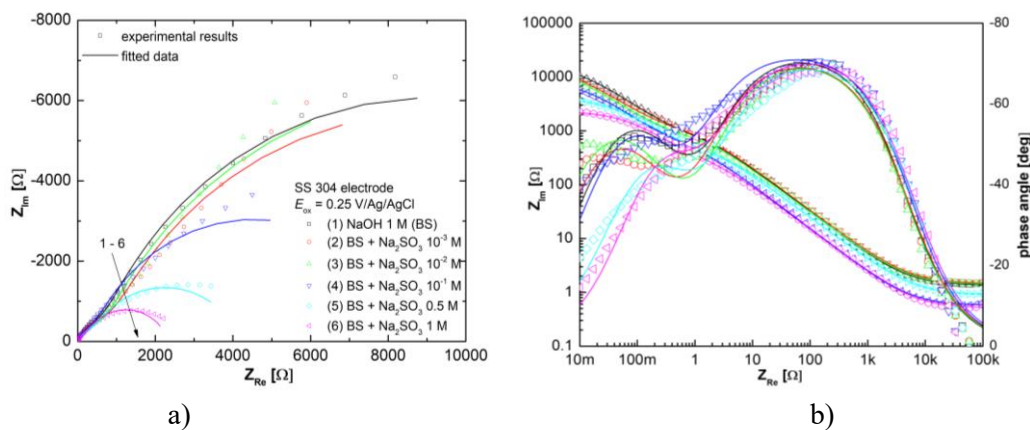 a)
-8000
-6000
-4000
-2000
0
Z_Im [Ω]
experimental results
fitted data
SS 304 electrode
E_ox = 0.25 V/Ag/AgCl
(1) NaOH 1 M (BS)
(2) BS + Na₂SO₃ 10⁻³ M
(3) BS + Na₂SO₃ 10⁻² M
(4) BS + Na₂SO₃ 10⁻¹ M
(5) BS + Na₂SO₃ 0.5 M
(6) BS + Na₂SO₃ 1 M
1 - 6
0 2000 4000 6000 8000 10000
Z_Re [Ω]
a)
b)
100000
10000
1000
100
10
1
0.1
Z_Im [Ω]
-80
-60
-40
-20
0
phase angle [deg]
10m 100m 1 10 100 1k 10k 100k
Z_Re [Ω]
b)